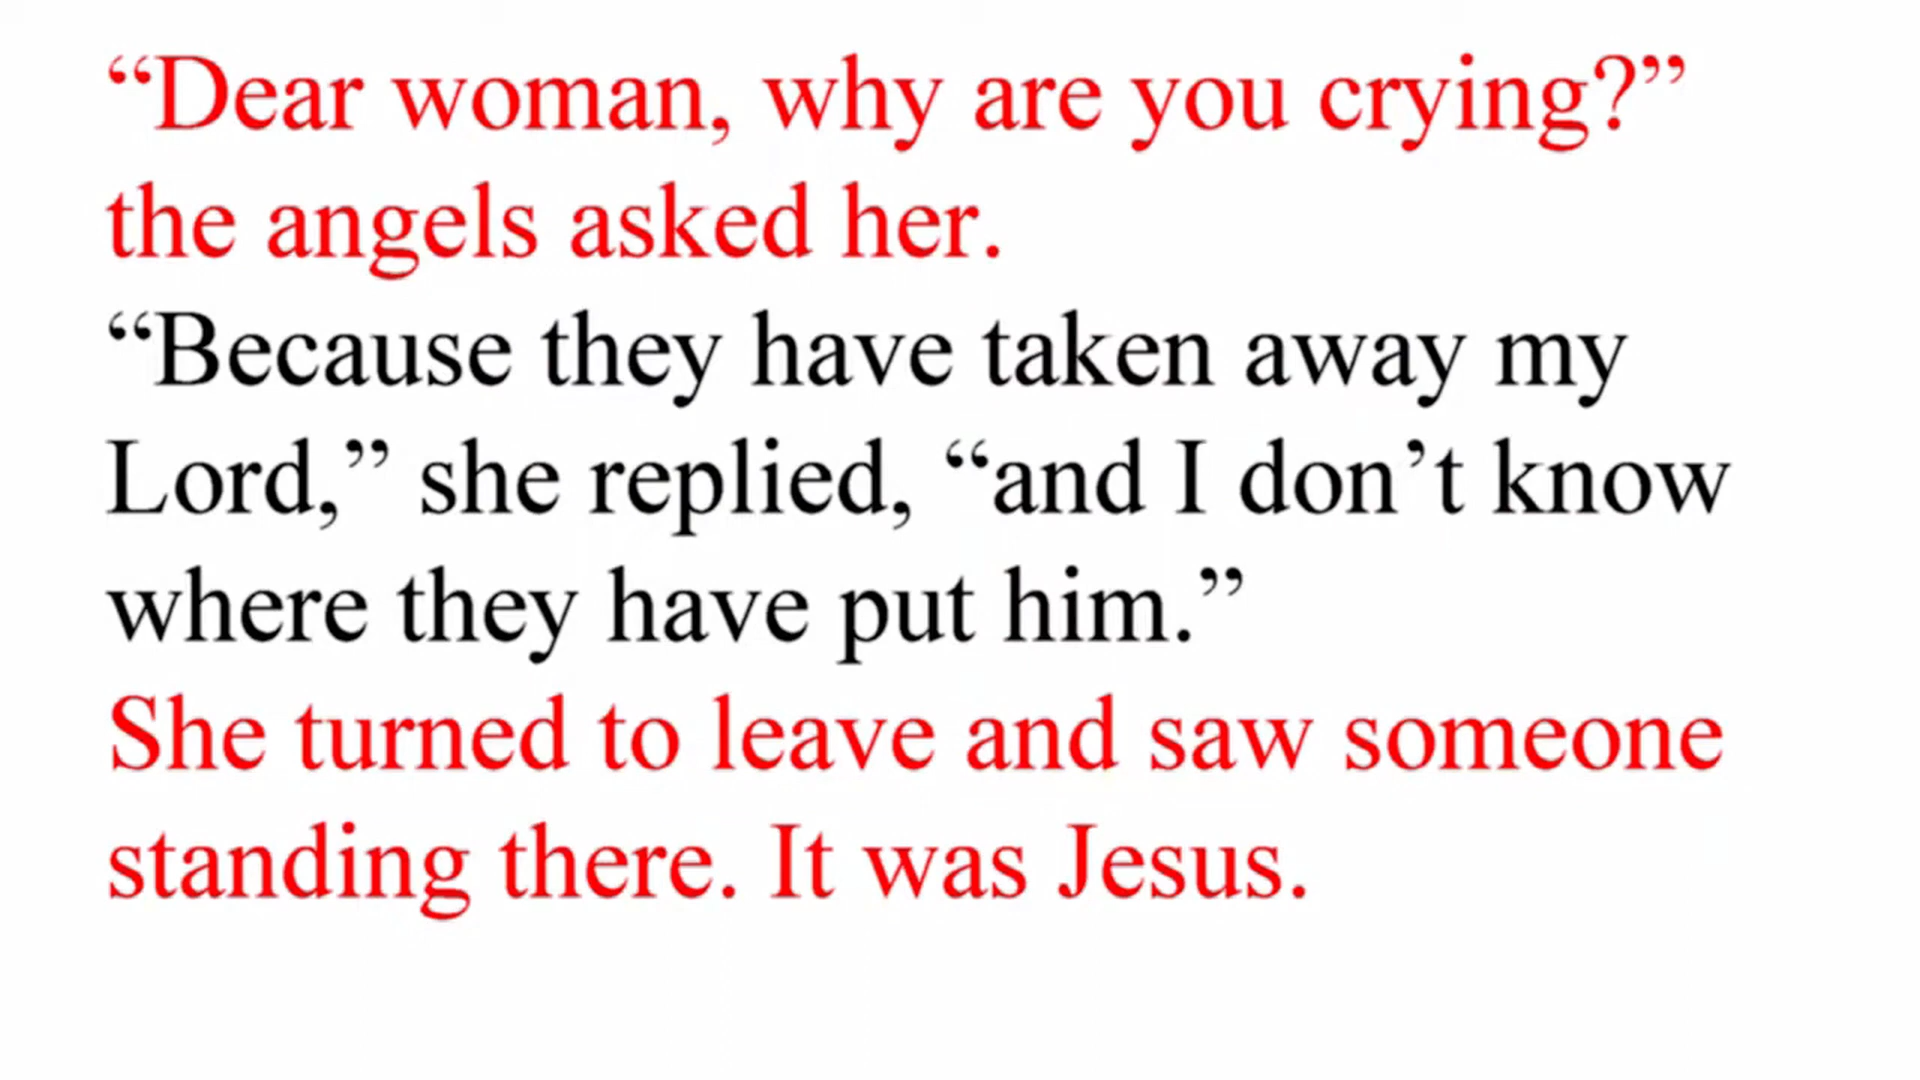 “Dear woman, why are you crying?”
the angels asked her.
“Because they have taken away my
Lord,” she replied, “and I don’t know
where they have put him.”
She turned to leave and saw someone
standing there. It was Jesus.